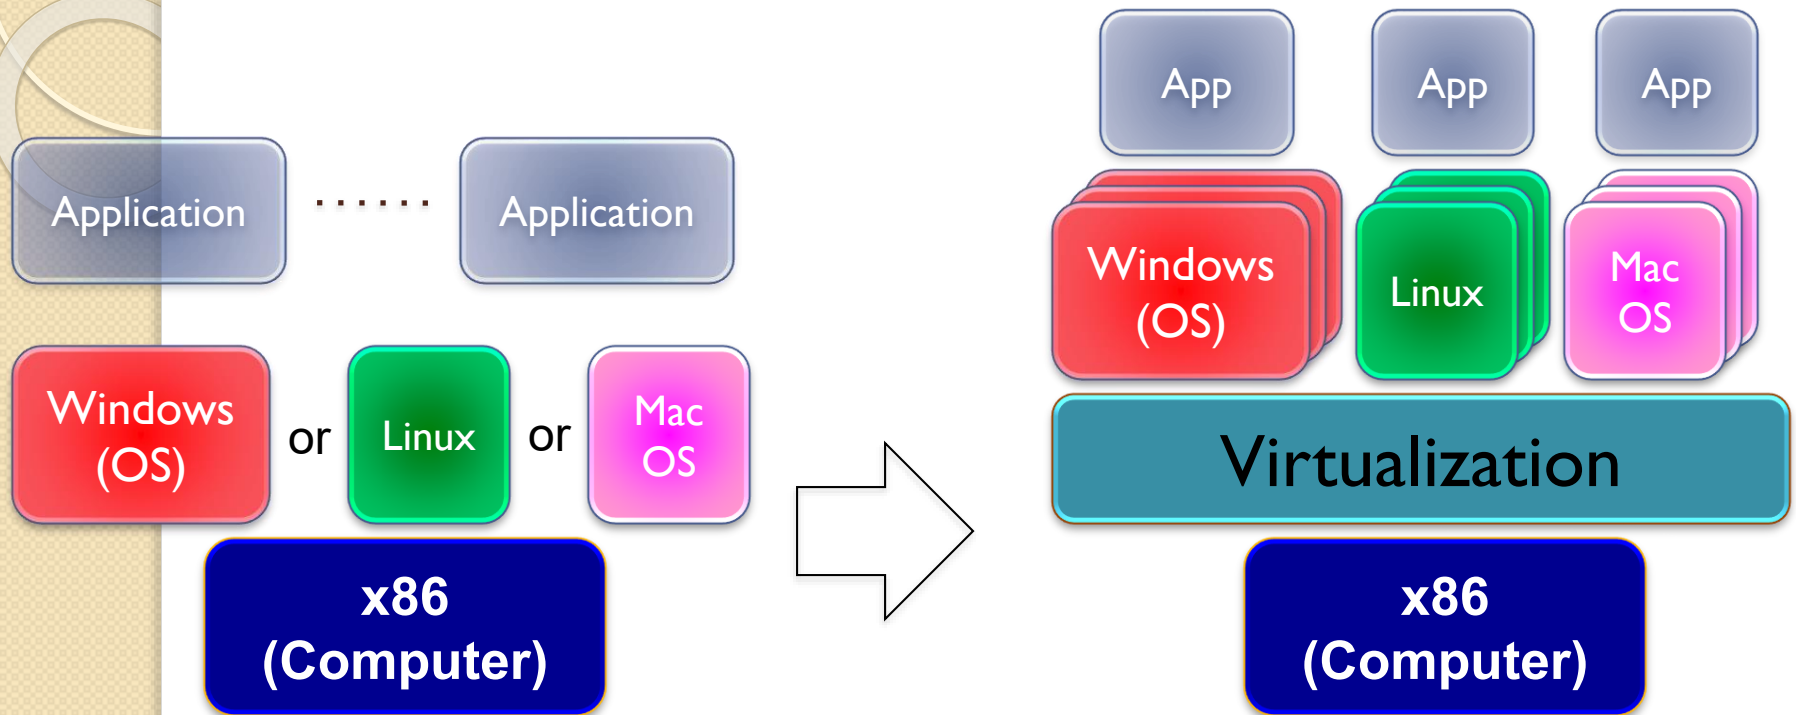 Application
. . . . . .
Application
Windows
(OS)
or
Linux
or
Mac
OS
x86
(Computer)
App
App
App
Windows
(OS)
Linux
Mac
OS
Virtualization
x86
(Computer)